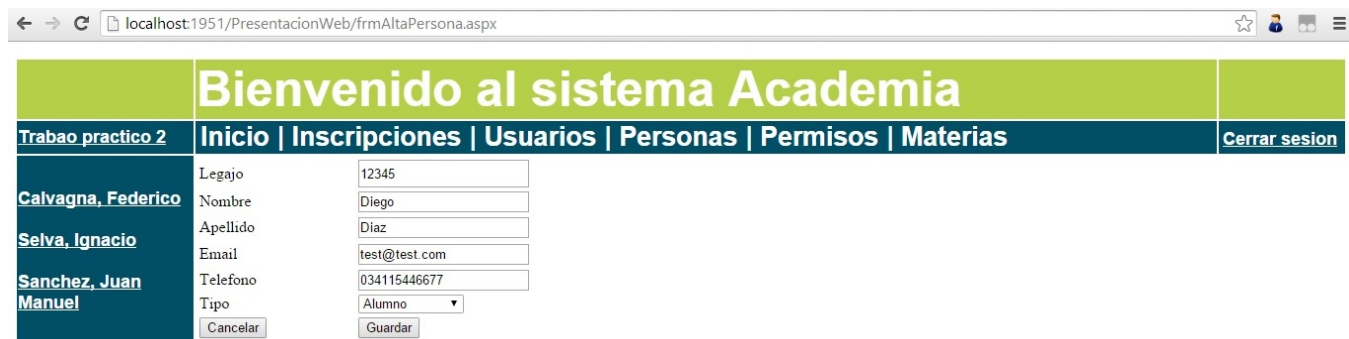 localhost:1951/PresentacionWeb/frmAltaPersona.aspx
Bienvenido al sistema Academia
Trabao practico 2
Inicio | Inscripciones | Usuarios | Personas | Permisos | Materias
Cerrar sesion
Calvagna, Federico
Selva, Ignacio
Sanchez, Juan
Manuel
Legajo 12345
Nombre Diego
Apellido Diaz
Email test@test.com
Telefono 034115446677
Tipo Alumno
Cancelar Guardar